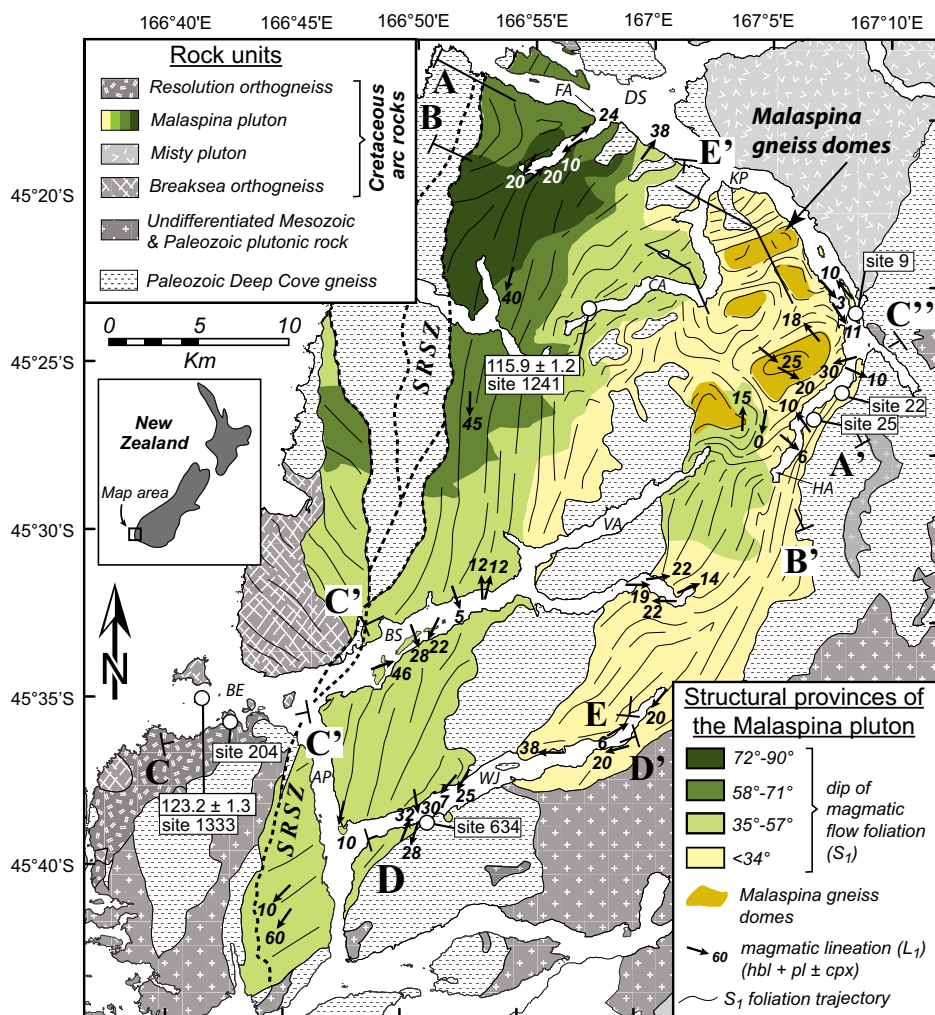 166°40'E 166°45'E 166°50'E 166°55'E 167°E 167°5'E 167°10'E
45°20'S
45°25'S
45°30'S
45°35'S
45°40'S
Rock units
Resolution orthogneiss
Malaspina pluton
Misty pluton
Breaksea orthogneiss
Cretaceous
arc rocks
Undifferentiated Mesozoic
& Paleozoic plutonic rock
Paleozoic Deep Cove gneiss
0 5 10
Km
New
Zealand
Map area
N
A
B
FA
DS
24
38
20
20
10
E'
KP
Malaspina
gneiss domes
site 9
10
3
11
C''
40
CA
18
115.9 ± 1.2
site 1241
SRSZ
45
25
20
30
10
15
0
10
6
site 22
site 25
A'
HA
VA
B'
12
12
22
14
19
22
C'
BS
5
28
22
46
BE
site 204
C
123.2 ± 1.3
site 1333
C'
AP
SRSZ
E
20
6
20
38
D'
WJ
25
7
30
32
28
10
site 634
D
10
60
Structural provinces of
the Malaspina pluton
72°-90°
58°-71°
35°-57°
<34°
dip of
magmatic
flow foliation
(S₁)
Malaspina gneiss
domes
60
magmatic lineation (L₁)
(hbl + pl ± cpx)
S₁ foliation trajectory